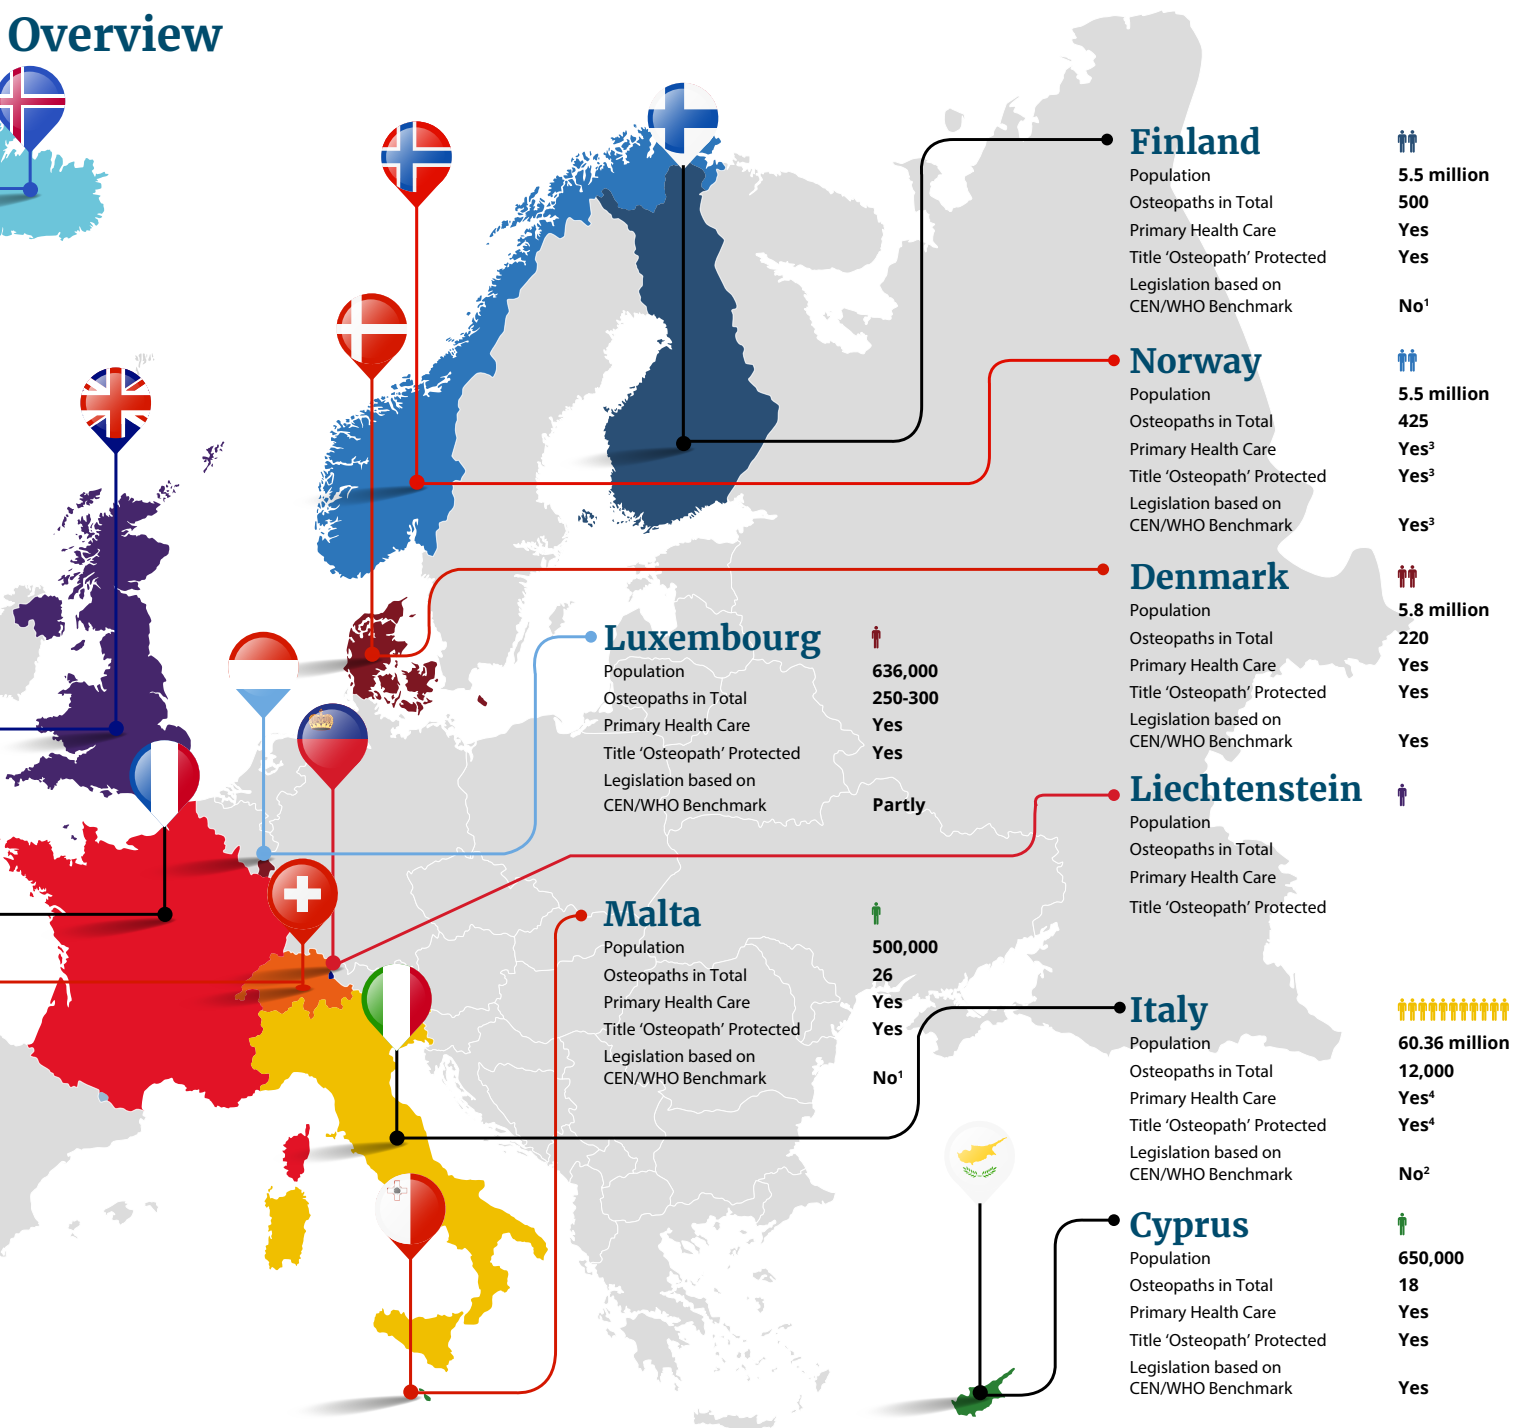 Overview
Finland
Population 5.5 million
Osteopaths in Total 500
Primary Health Care Yes
Title ‘Osteopath’ Protected Yes
Legislation based on
CEN/WHO Benchmark No¹
Norway
Population 5.5 million
Osteopaths in Total 425
Primary Health Care Yes³
Title ‘Osteopath’ Protected Yes³
Legislation based on
CEN/WHO Benchmark Yes³
Denmark
Population 5.8 million
Osteopaths in Total 220
Primary Health Care Yes
Title ‘Osteopath’ Protected Yes
Legislation based on
CEN/WHO Benchmark Yes
Luxembourg
Population 636,000
Osteopaths in Total 250-300
Primary Health Care Yes
Title ‘Osteopath’ Protected Yes
Legislation based on
CEN/WHO Benchmark Partly
Liechtenstein
Population
Osteopaths in Total
Primary Health Care
Title ‘Osteopath’ Protected
Malta
Population 500,000
Osteopaths in Total 26
Primary Health Care Yes
Title ‘Osteopath’ Protected Yes
Legislation based on
CEN/WHO Benchmark No¹
Italy
Population 60.36 million
Osteopaths in Total 12,000
Primary Health Care Yes⁴
Title ‘Osteopath’ Protected Yes⁴
Legislation based on
CEN/WHO Benchmark No²
Cyprus
Population 650,000
Osteopaths in Total 18
Primary Health Care Yes
Title ‘Osteopath’ Protected Yes
Legislation based on
CEN/WHO Benchmark Yes